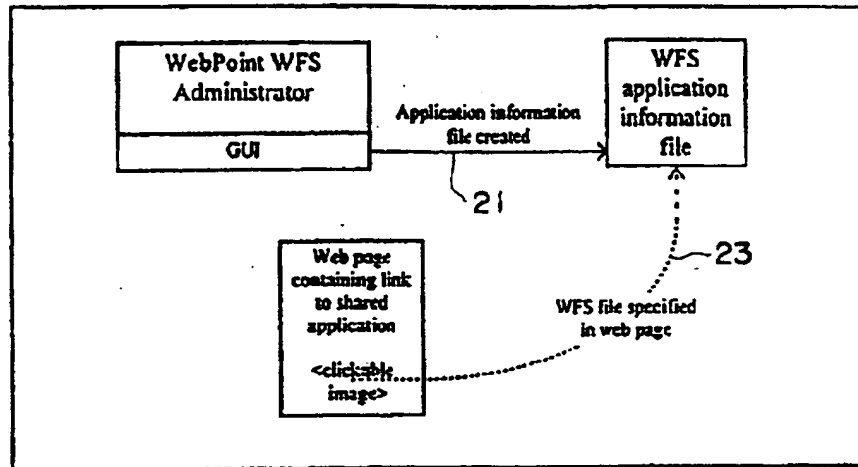 WebPoint WFS
Administrator
GUI
Application information
file created
21
WFS
application
information
file
Web page
containing link
to shared
application
<clickable
image>
23
WFS file specified
in web page